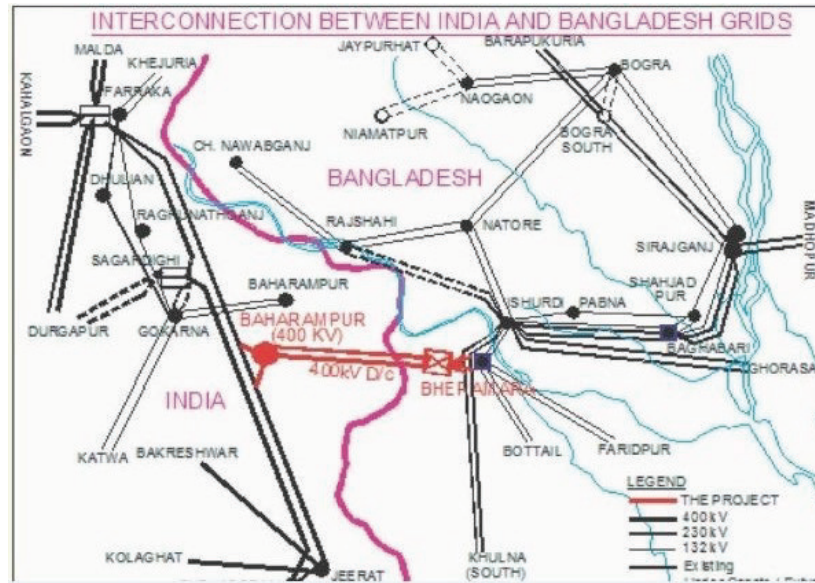 INTERCONNECTION BETWEEN INDIA AND BANGLADESH GRIDS
MALDA
KHEJURIA
FARRAKA
KAHALGAON
JAYPURHAT
BARAPUKURIA
BOGRA
NAOGAON
NIAMATPUR
BOGRA
SOUTH
CH. NAWABGANJ
BANGLADESH
DHULIAN
RAGHUNATHGANJ
RAJSHAHI
NATORE
SIRAJGANJ
MADHOPUR
SAGARDIGHI
BAHARAMPUR
SHAHJAD
PUR
ISHURDI
PABNA
DURGAPUR
GOKARNA
BAHARAMPUR
(400 KV)
BAGHABARI
400kV D/c
BHERAMARA
GHORASA
INDIA
KATWA
BAKRESHWAR
BOTTAIL
FARIDPUR
LEGEND
THE PROJECT
400kV
230kV
132kV
Existing
KOLAGHAT
JEERAT
KHULNA
(SOUTH)